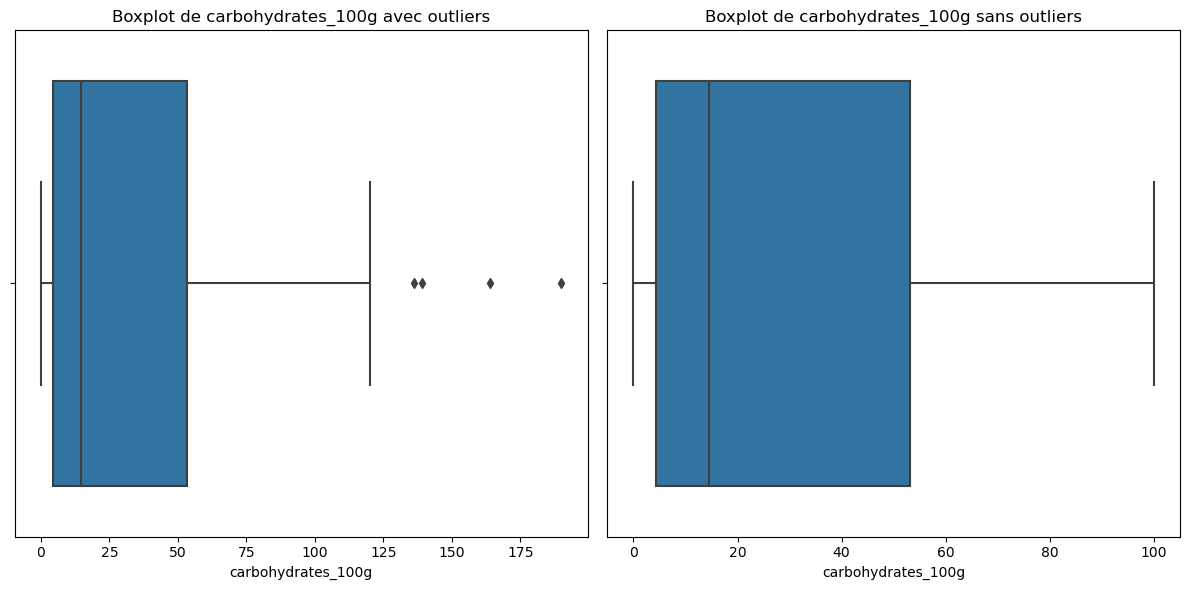 Boxplot de carbohydrates_100g avec outliers
0 25 50 75 100 125 150 175
carbohydrates_100g
Boxplot de carbohydrates_100g sans outliers
0 20 40 60 80 100
carbohydrates_100g